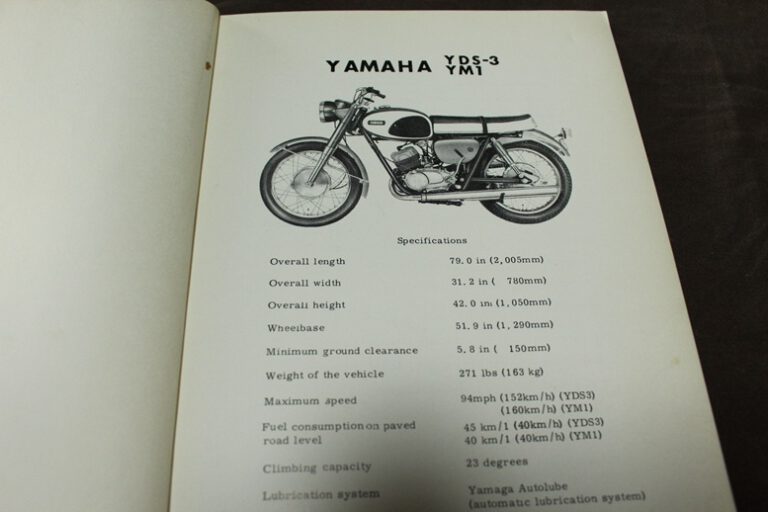 YAMAHA YDS-3
YM1
Specifications
Overall length 79.0 in (2,005mm)
Overall width 31.2 in ( 780mm)
Overall height 42.0 in (1,050mm)
Wheelbase 51.9 in (1,290mm)
Minimum ground clearance 5.8 in ( 150mm)
Weight of the vehicle 271 lbs (163 kg)
Maximum speed 94mph (152km/h) (YDS3)
(160km/h) (YM1)
Fuel consumption on paved 45 km/1 (40km/h) (YDS3)
road level 40 km/1 (40km/h) (YM1)
Climbing capacity 23 degrees
Lubrication system Yamaga Autolube
(automatic lubrication system)